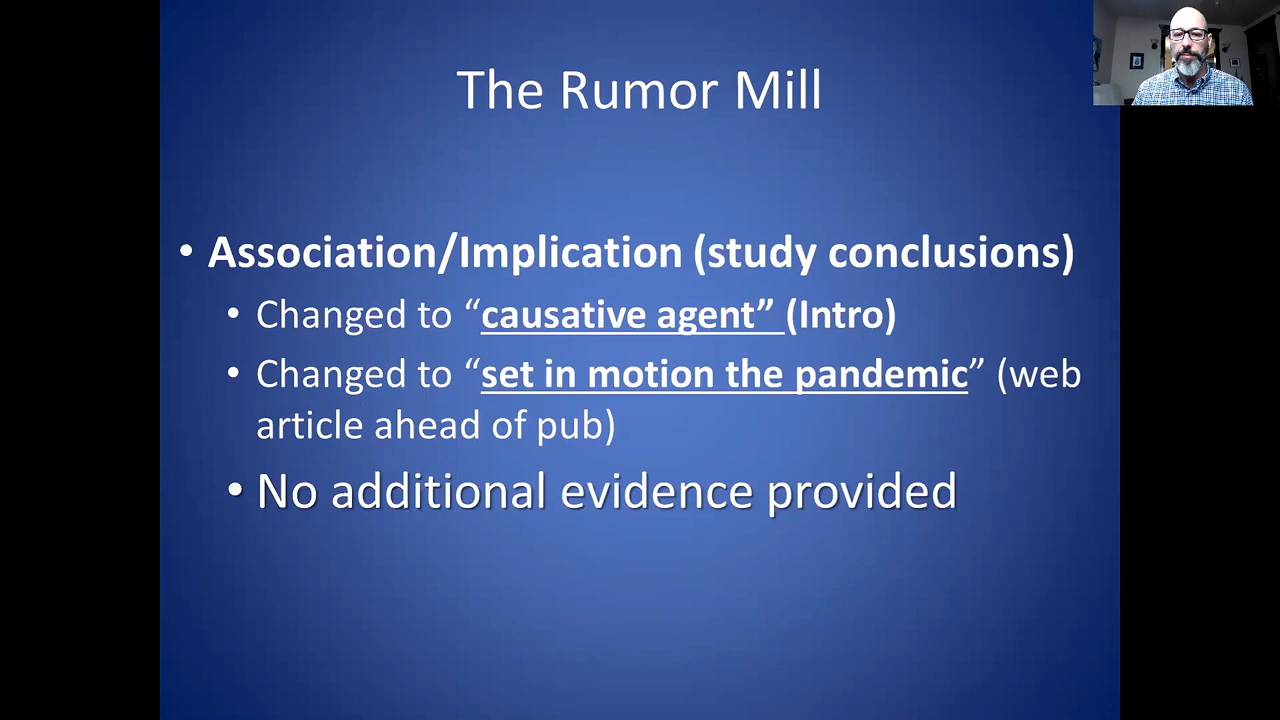 The Rumor Mill
• Association/Implication (study conclusions)
• Changed to “causative agent” (Intro)
• Changed to “set in motion the pandemic” (web
article ahead of pub)
• No additional evidence provided